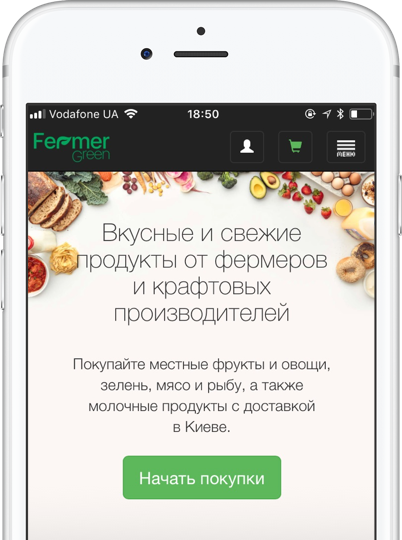 Vodafone UA 18:50
Fermer
Green
МЕНЮ
Вкусные и свежие
продукты от фермеров
и крафтовых
производителей
Покупайте местные фрукты и овощи,
зелень, мясо и рыбу, а также
молочные продукты с доставкой
в Киеве.
Начать покупки